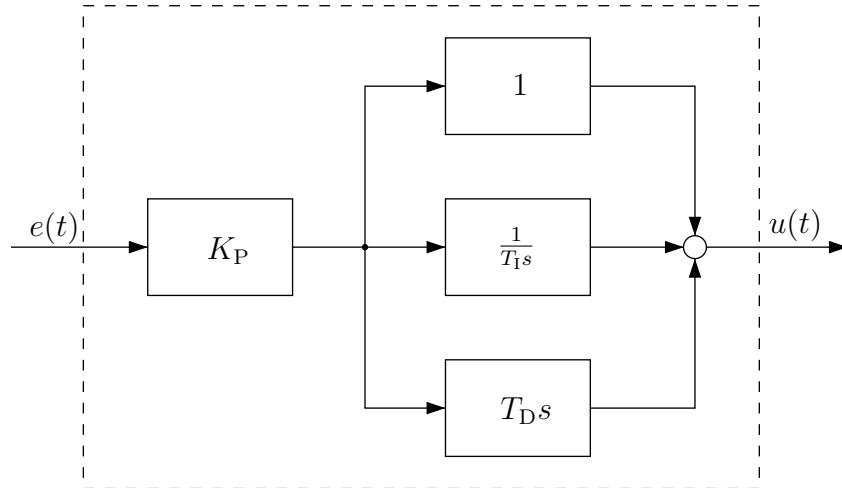 1
e(t)
K_P
1/(T_I s)
u(t)
T_D s